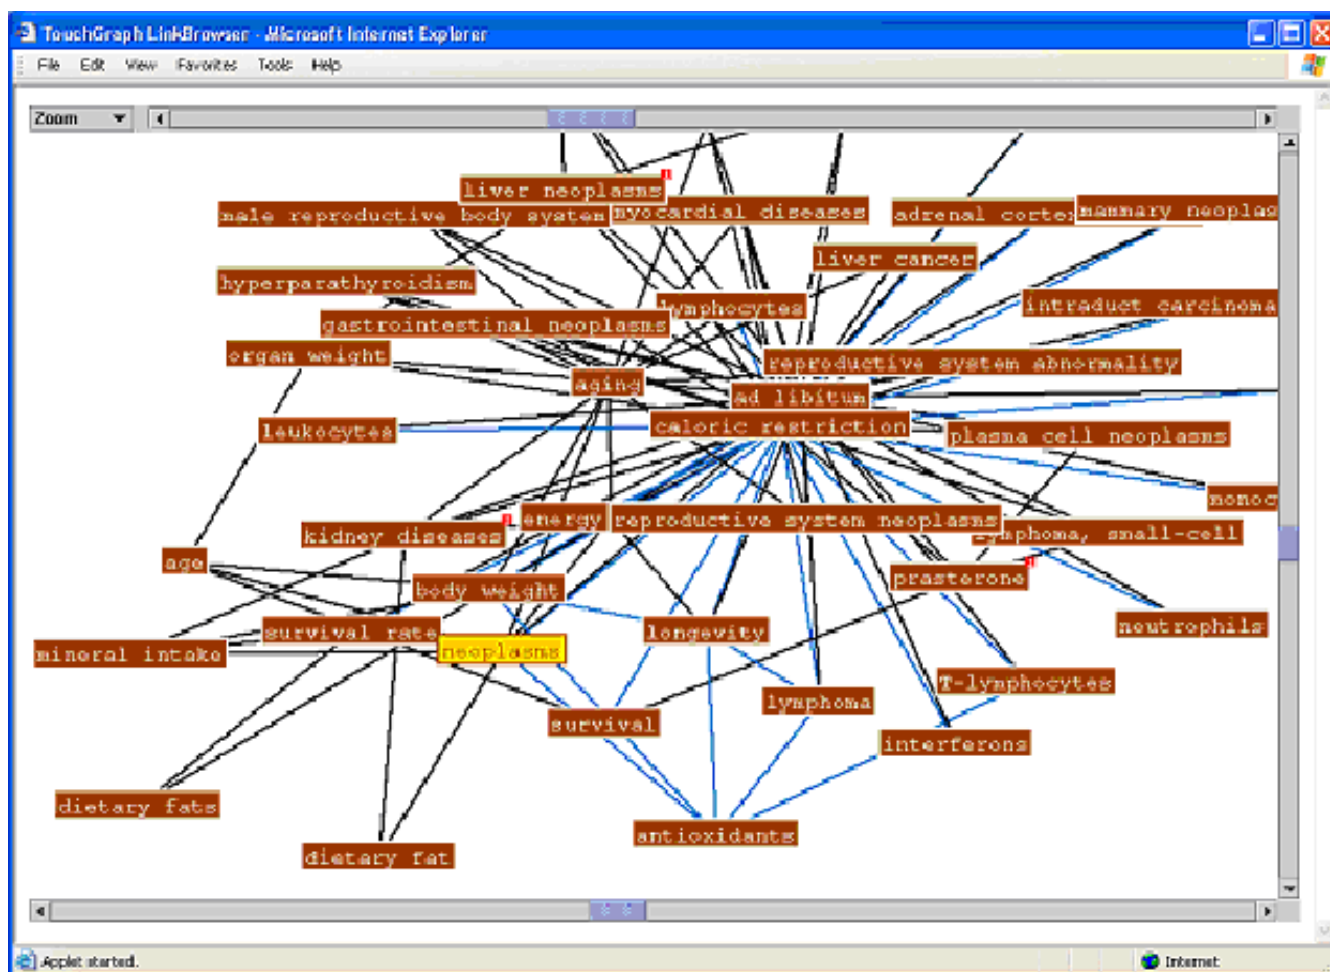 TouchGraph LinkBrowser - Microsoft Internet Explorer
File Edit View Favorites Tools Help
Zoom
liver neoplasms
male reproductive body system
myocardial diseases
adrenal corte
mammary neoplas
liver cancer
hyperparathyroidism
lymphocytes
intraduct carcinoma
gastrointestinal neoplasms
organ weight
reproductive system abnormality
aging
ad libitum
leukocytes
caloric restriction
plasma cell neoplasms
monoc
energy
reproductive system neoplasms
kidney diseases
lymphoma, small-cell
age
prasterone
body weight
survival rate
longevity
neutrophils
mineral intake
neoplasms
T-lymphocytes
lymphoma
survival
interferons
dietary fats
antioxidants
dietary fat
Applet started.
Internet